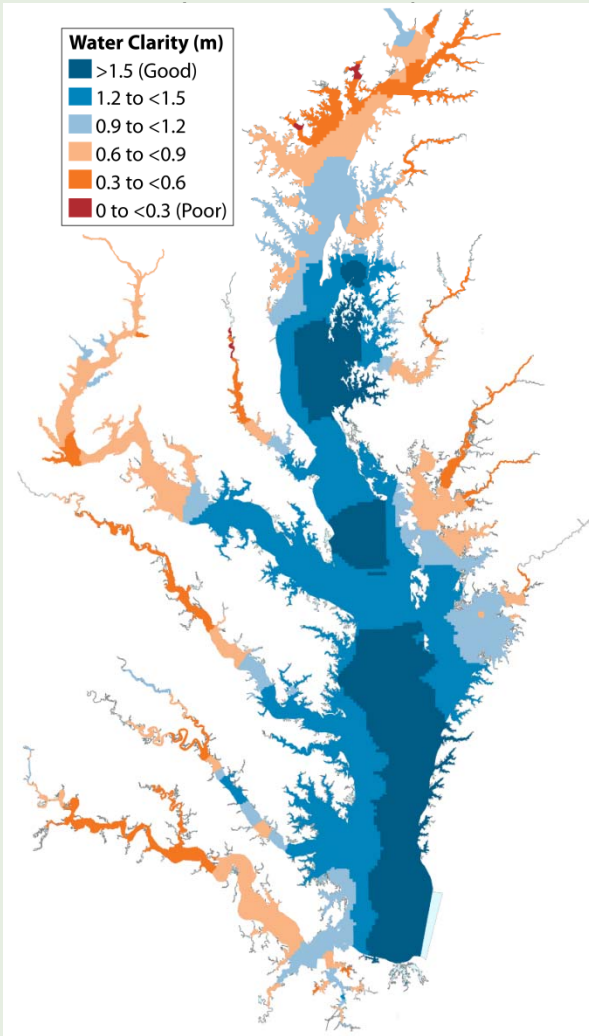 Water Clarity (m)
>1.5 (Good)
1.2 to <1.5
0.9 to <1.2
0.6 to <0.9
0.3 to <0.6
0 to <0.3 (Poor)